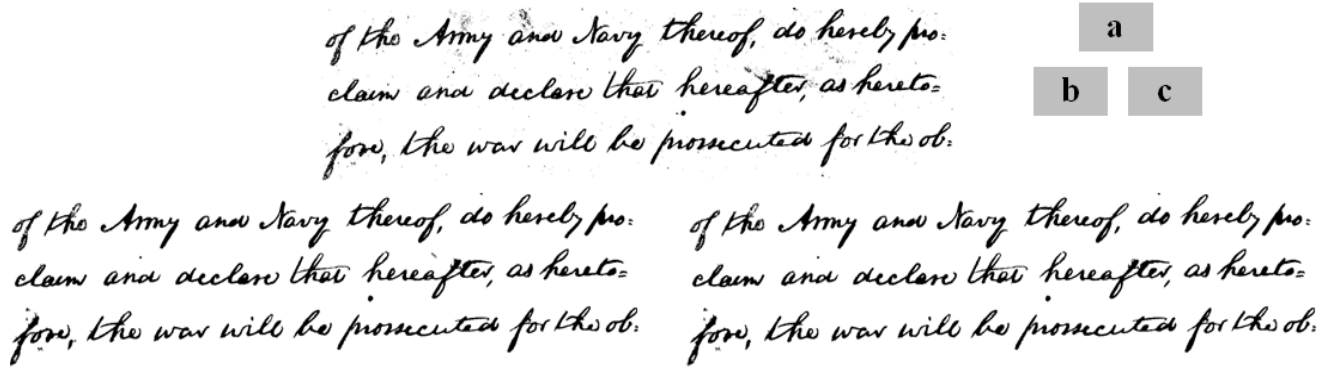 of the Army and Navy thereof, do hereby pro=
claim and declare that hereafter, as hereto=
fore, the war will be prossecuted for the ob=
a
b c
of the Army and Navy thereof, do hereby pro=
claim and declare that hereafter, as hereto=
fore, the war will be prossecuted for the ob=
of the Army and Navy thereof, do hereby pro=
claim and declare that hereafter, as hereto=
fore, the war will be prossecuted for the ob=